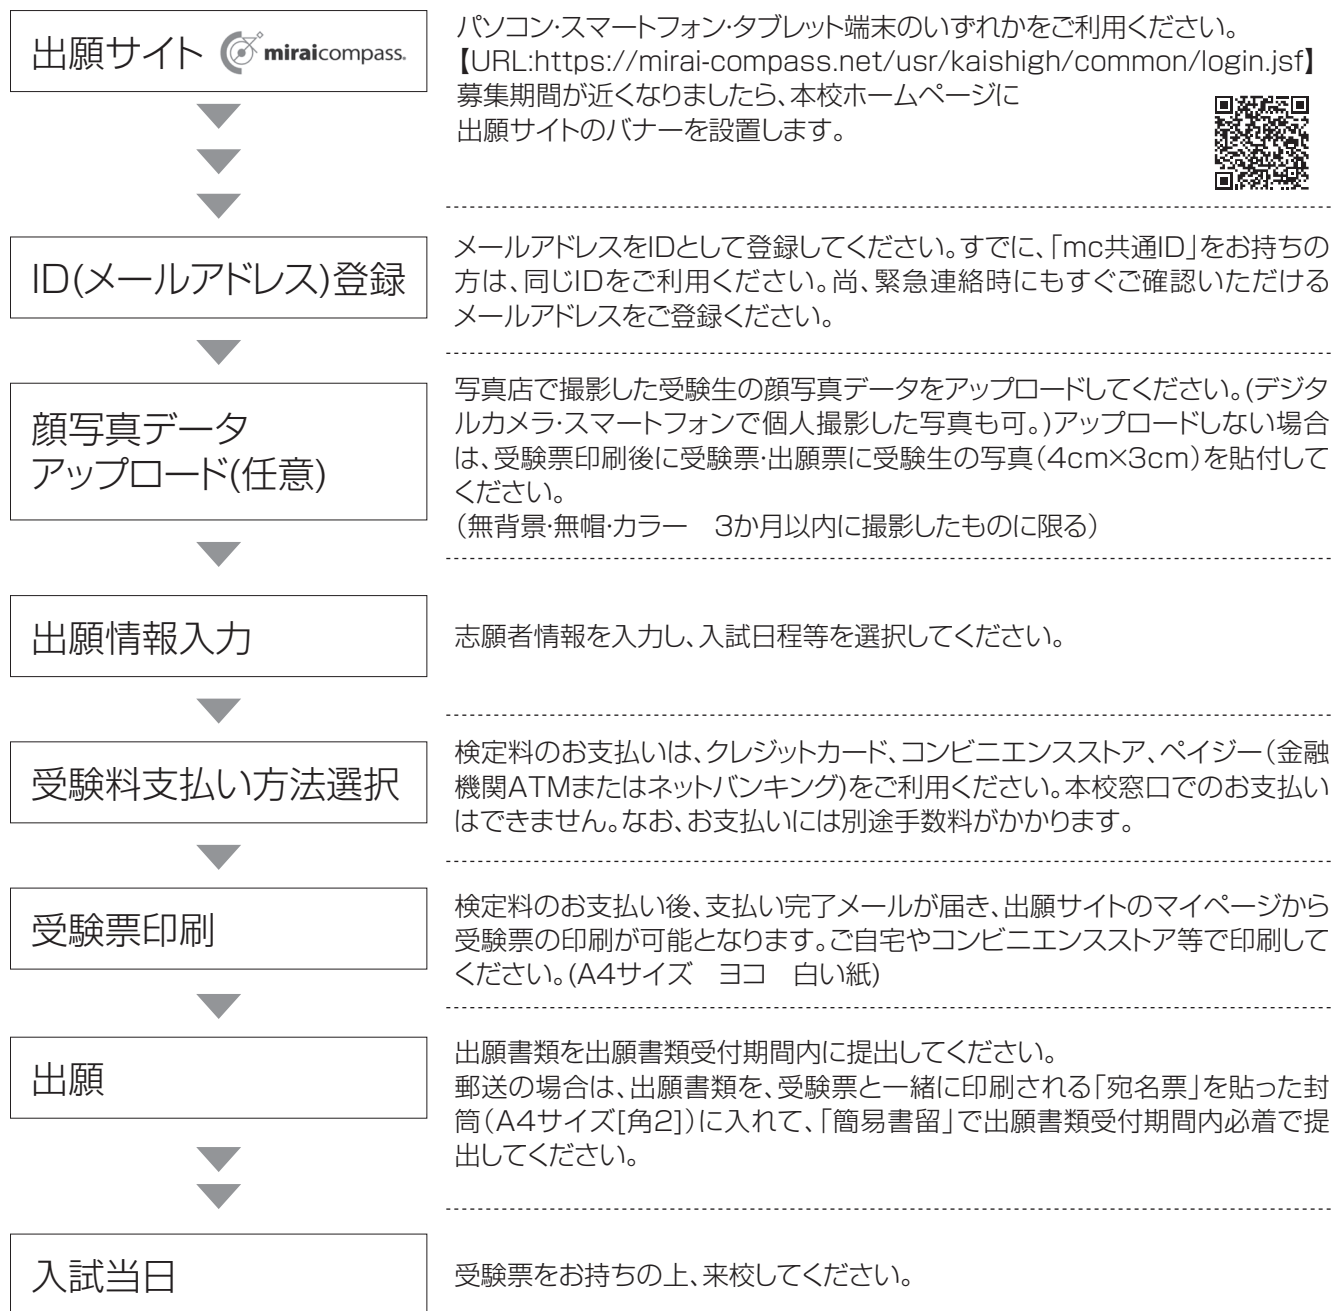 出願サイト miraicompass.
パソコン・スマートフォン・タブレット端末のいずれかをご利用ください。
【URL:https://mirai-compass.net/usr/kaishigh/common/login.jsf】
募集期間が近くなりましたら、本校ホームページに
出願サイトのバナーを設置します。
ID(メールアドレス)登録
メールアドレスをIDとして登録してください。すでに、「mc共通ID」をお持ちの
方は、同じIDをご利用ください。尚、緊急連絡時にもすぐご確認いただける
メールアドレスをご登録ください。
顔写真データ
アップロード(任意)
写真店で撮影した受験生の顔写真データをアップロードしてください。(デジタ
ルカメラ・スマートフォンで個人撮影した写真も可。)アップロードしない場合
は、受験票印刷後に受験票・出願票に受験生の写真(4cm×3cm)を貼付して
ください。
(無背景・無帽・カラー　3か月以内に撮影したものに限る)
出願情報入力
志願者情報を入力し、入試日程等を選択してください。
受験料支払い方法選択
検定料のお支払いは、クレジットカード、コンビニエンスストア、ペイジー(金融
機関ATMまたはネットバンキング)をご利用ください。本校窓口でのお支払い
はできません。なお、お支払いには別途手数料がかかります。
受験票印刷
検定料のお支払い後、支払い完了メールが届き、出願サイトのマイページから
受験票の印刷が可能となります。ご自宅やコンビニエンスストア等で印刷して
ください。(A4サイズ　ヨコ　白い紙)
出願
出願書類を出願書類受付期間内に提出してください。
郵送の場合は、出願書類を、受験票と一緒に印刷される「宛名票」を貼った封
筒(A4サイズ[角2])に入れて、「簡易書留」で出願書類受付期間内必着で提
出してください。
入試当日
受験票をお持ちの上、来校してください。